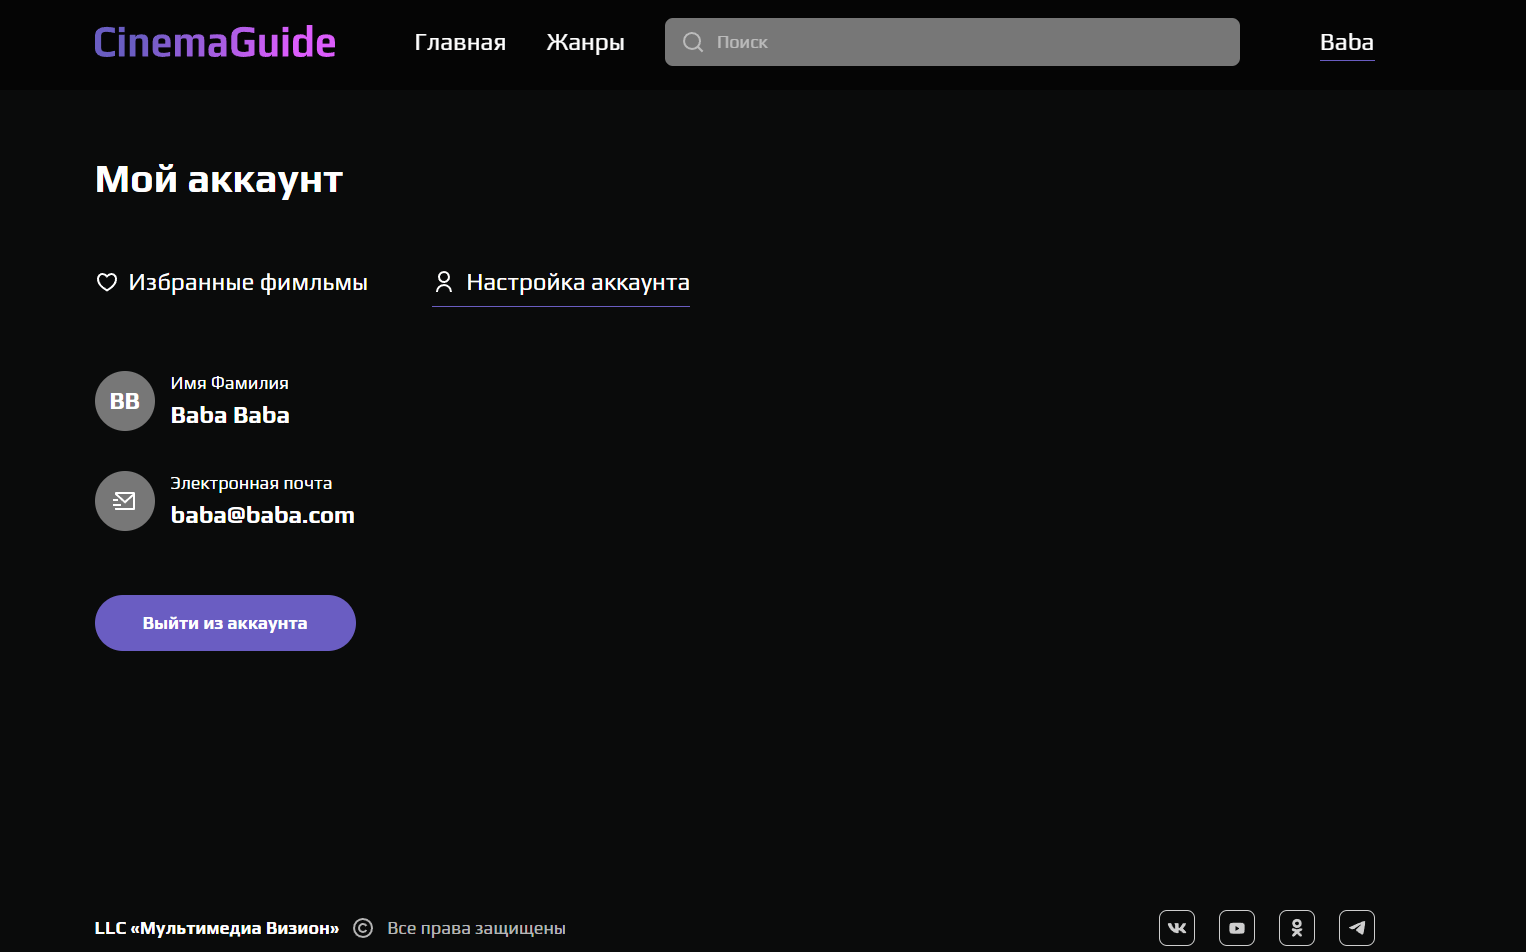 CinemaGuide Главная Жанры Поиск Baba
Мой аккаунт
Избранные фимльмы Настройка аккаунта
BB
Имя Фамилия
Baba Baba
Электронная почта
baba@baba.com
Выйти из аккаунта
LLC «Мультимедиа Визион» © Все права защищены